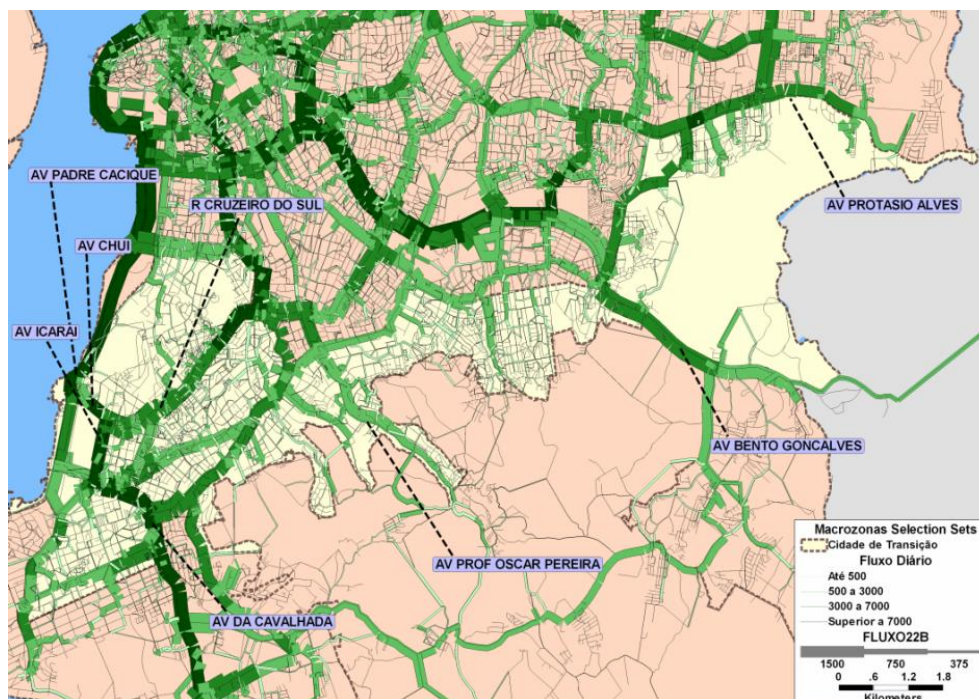 AV PADRE CACIQUE
R CRUZEIRO DO SUL
AV PROTASIO ALVES
AV CHUI
AV ICARAI
AV BENTO GONCALVES
AV PROF OSCAR PEREIRA
AV DA CAVALHADA
Macrozonas Selection Sets
Cidade de Transição
Fluxo Diário
Até 500
500 a 3000
3000 a 7000
Superior a 7000
FLUXO22B
1500 750 375
0 .6 1.2 1.8
Kilometers